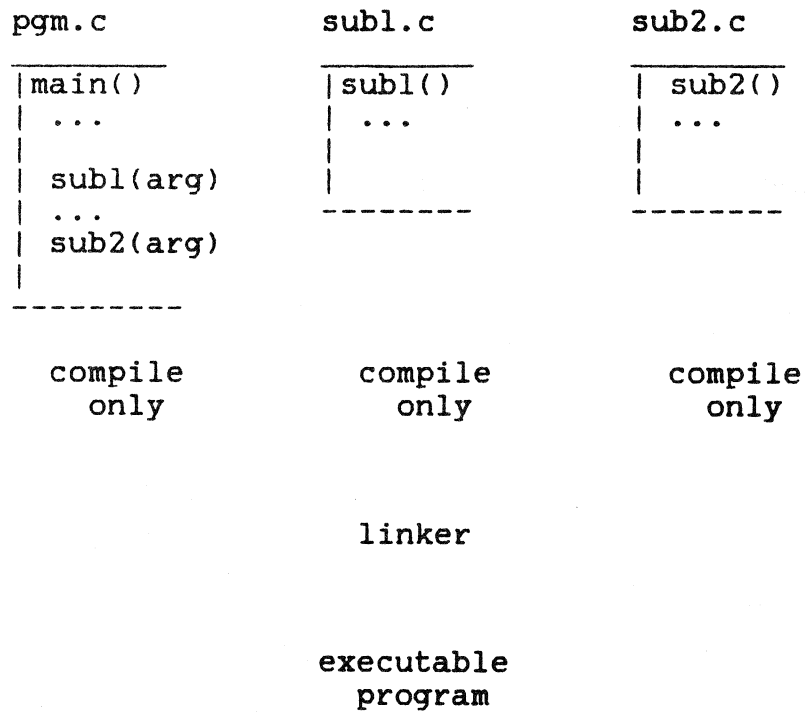 pgm.c sub1.c sub2.c
|main() |sub1() | sub2()
| ... | ... | ...
| | |
| sub1(arg) | |
| ... -------- --------
| sub2(arg)
|
---------
compile compile compile
only only only
linker
executable
program